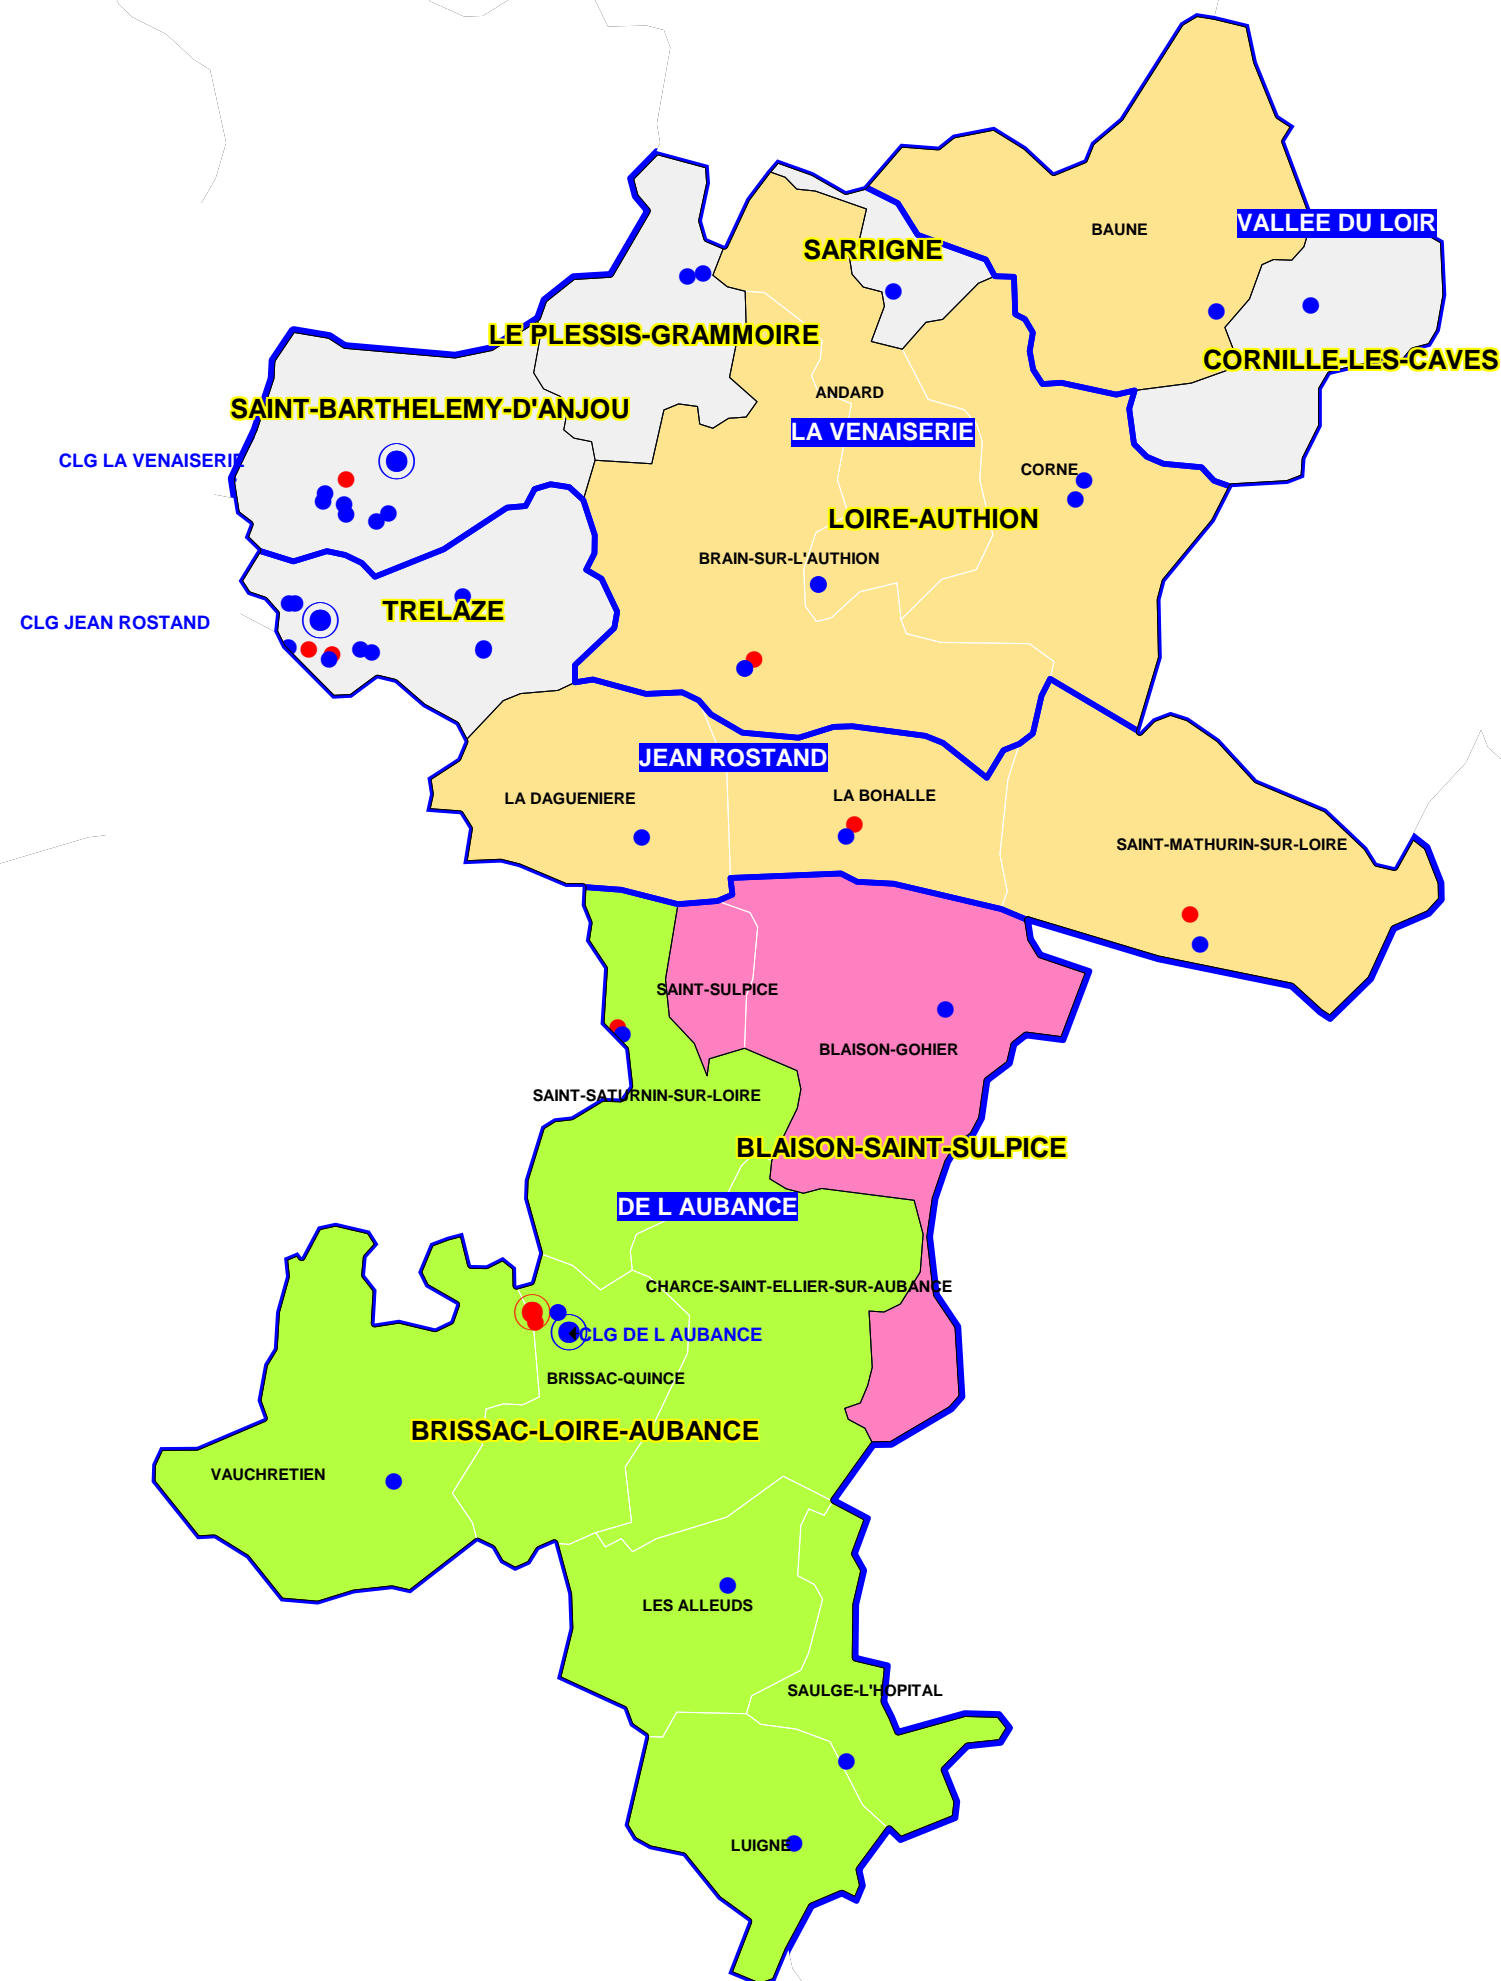 VALLEE DU LOIR
BAUNE
SARRIGNE
LE PLESSIS-GRAMMOIRE
CORNILLE-LES-CAVES
ANDARD
SAINT-BARTHELEMY-D'ANJOU
LA VENAISERIE
CLG LA VENAISERIE
CORNE
LOIRE-AUTHION
BRAIN-SUR-L'AUTHION
TRELAZE
CLG JEAN ROSTAND
JEAN ROSTAND
LA DAGUENIERE
LA BOHALLE
SAINT-MATHURIN-SUR-LOIRE
SAINT-SULPICE
BLAISON-GOHIER
SAINT-SATURNIN-SUR-LOIRE
BLAISON-SAINT-SULPICE
DE L AUBANCE
CHARCE-SAINT-ELLIER-SUR-AUBANCE
CLG DE L AUBANCE
BRISSAC-QUINCE
BRISSAC-LOIRE-AUBANCE
VAUCHRETIEN
LES ALLEUDS
SAULGE-L'HOPITAL
LUIGNE